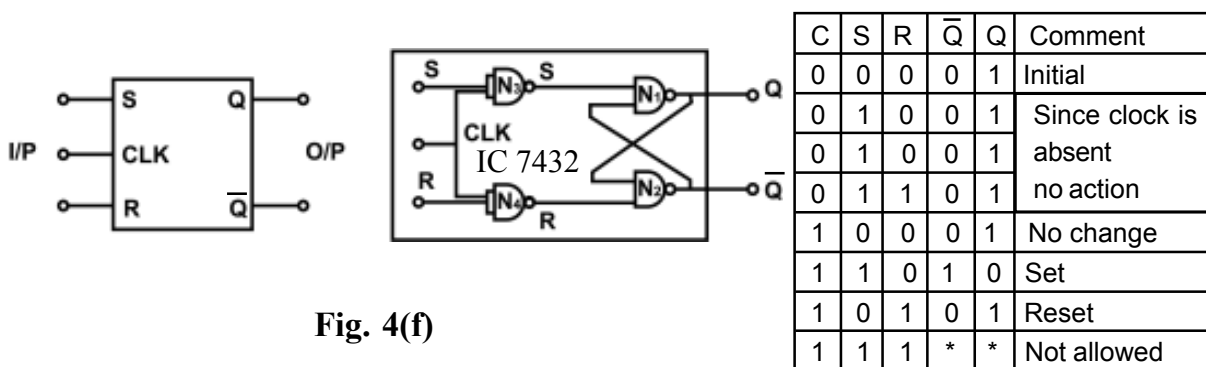 S Q
I/P CLK O/P
R Q̅
S N₃ S N₁ Q
CLK
IC 7432
R N₄ R N₂ Q̅
Fig. 4(f)
C S R Q̅ Q Comment
0 0 0 0 1 Initial
0 1 0 0 1 Since clock is
0 1 0 0 1 absent
0 1 1 0 1 no action
1 0 0 0 1 No change
1 1 0 1 0 Set
1 0 1 0 1 Reset
1 1 1 * * Not allowed